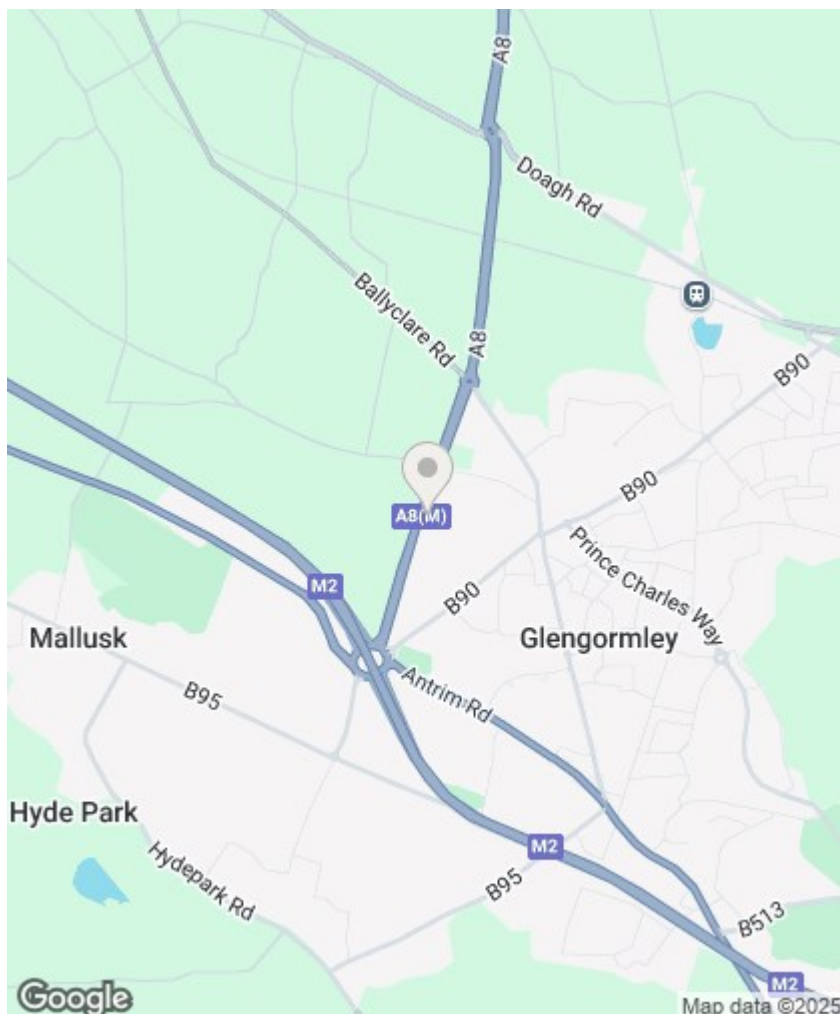 A8
Doagh Rd
Ballyclare Rd
A8
B90
B90
A8(M)
Prince Charles Way
M2
B90
Mallusk
Glengormley
B95
Antrim Rd
Hyde Park
Hydepark Rd
M2
B95
B513
M2
Google
Map data ©2025